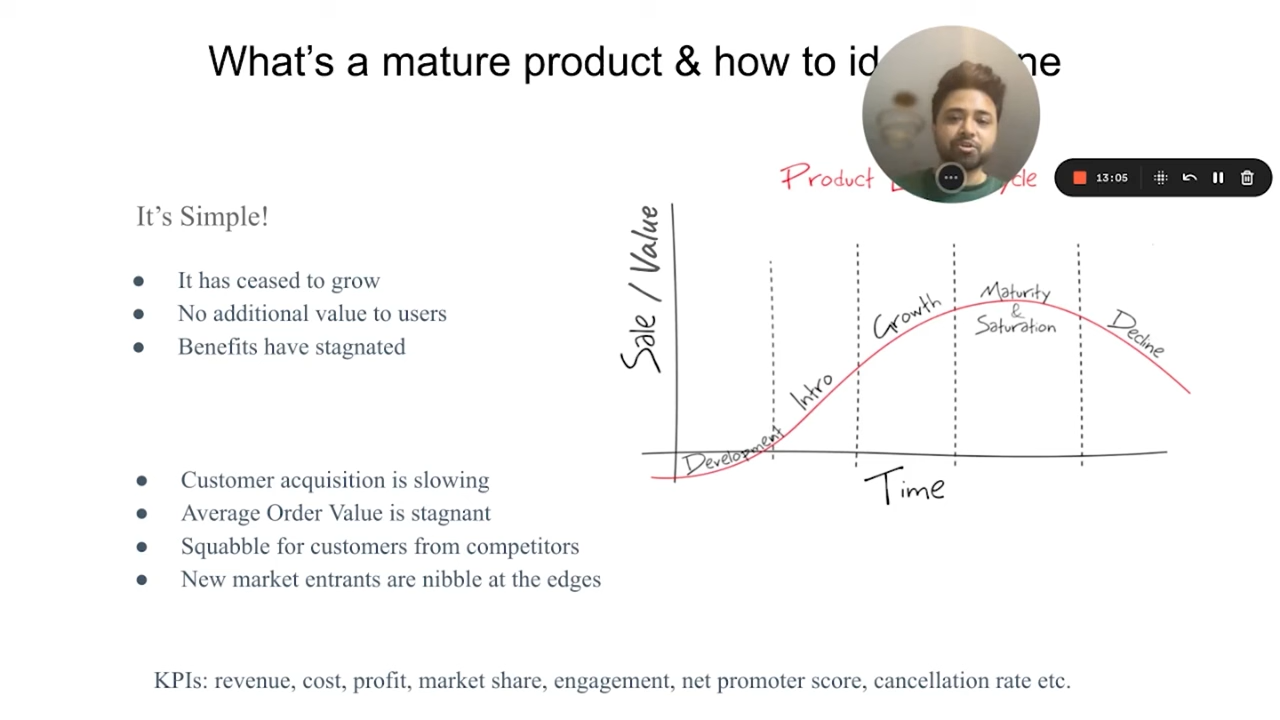 What's a mature product & how to id ne
Product cle
13:05
It's Simple!
● It has ceased to grow
● No additional value to users
● Benefits have stagnated
● Customer acquisition is slowing
● Average Order Value is stagnant
● Squabble for customers from competitors
● New market entrants are nibble at the edges
Sale / Value
Development
Intro
Growth
Maturity
&
Saturation
Decline
Time
KPIs: revenue, cost, profit, market share, engagement, net promoter score, cancellation rate etc.